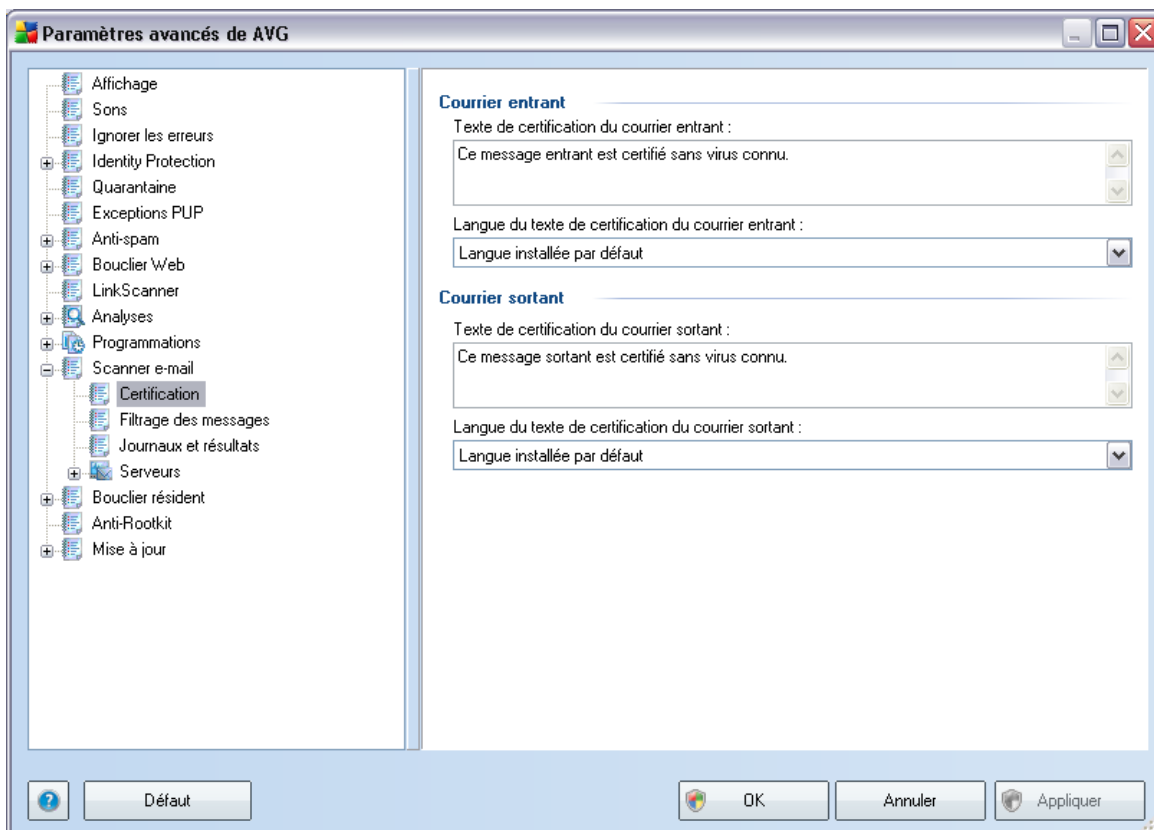 Paramètres avancés de AVG
Affichage
Sons
Ignorer les erreurs
Identity Protection
Quarantaine
Exceptions PUP
Anti-spam
Bouclier Web
LinkScanner
Analyses
Programmations
Scanner e-mail
Certification
Filtrage des messages
Journaux et résultats
Serveurs
Bouclier résident
Anti-Rootkit
Mise à jour
Courrier entrant
Texte de certification du courrier entrant :
Ce message entrant est certifié sans virus connu.
Langue du texte de certification du courrier entrant :
Langue installée par défaut
Courrier sortant
Texte de certification du courrier sortant :
Ce message sortant est certifié sans virus connu.
Langue du texte de certification du courrier sortant :
Langue installée par défaut
?
Défaut
OK
Annuler
Appliquer